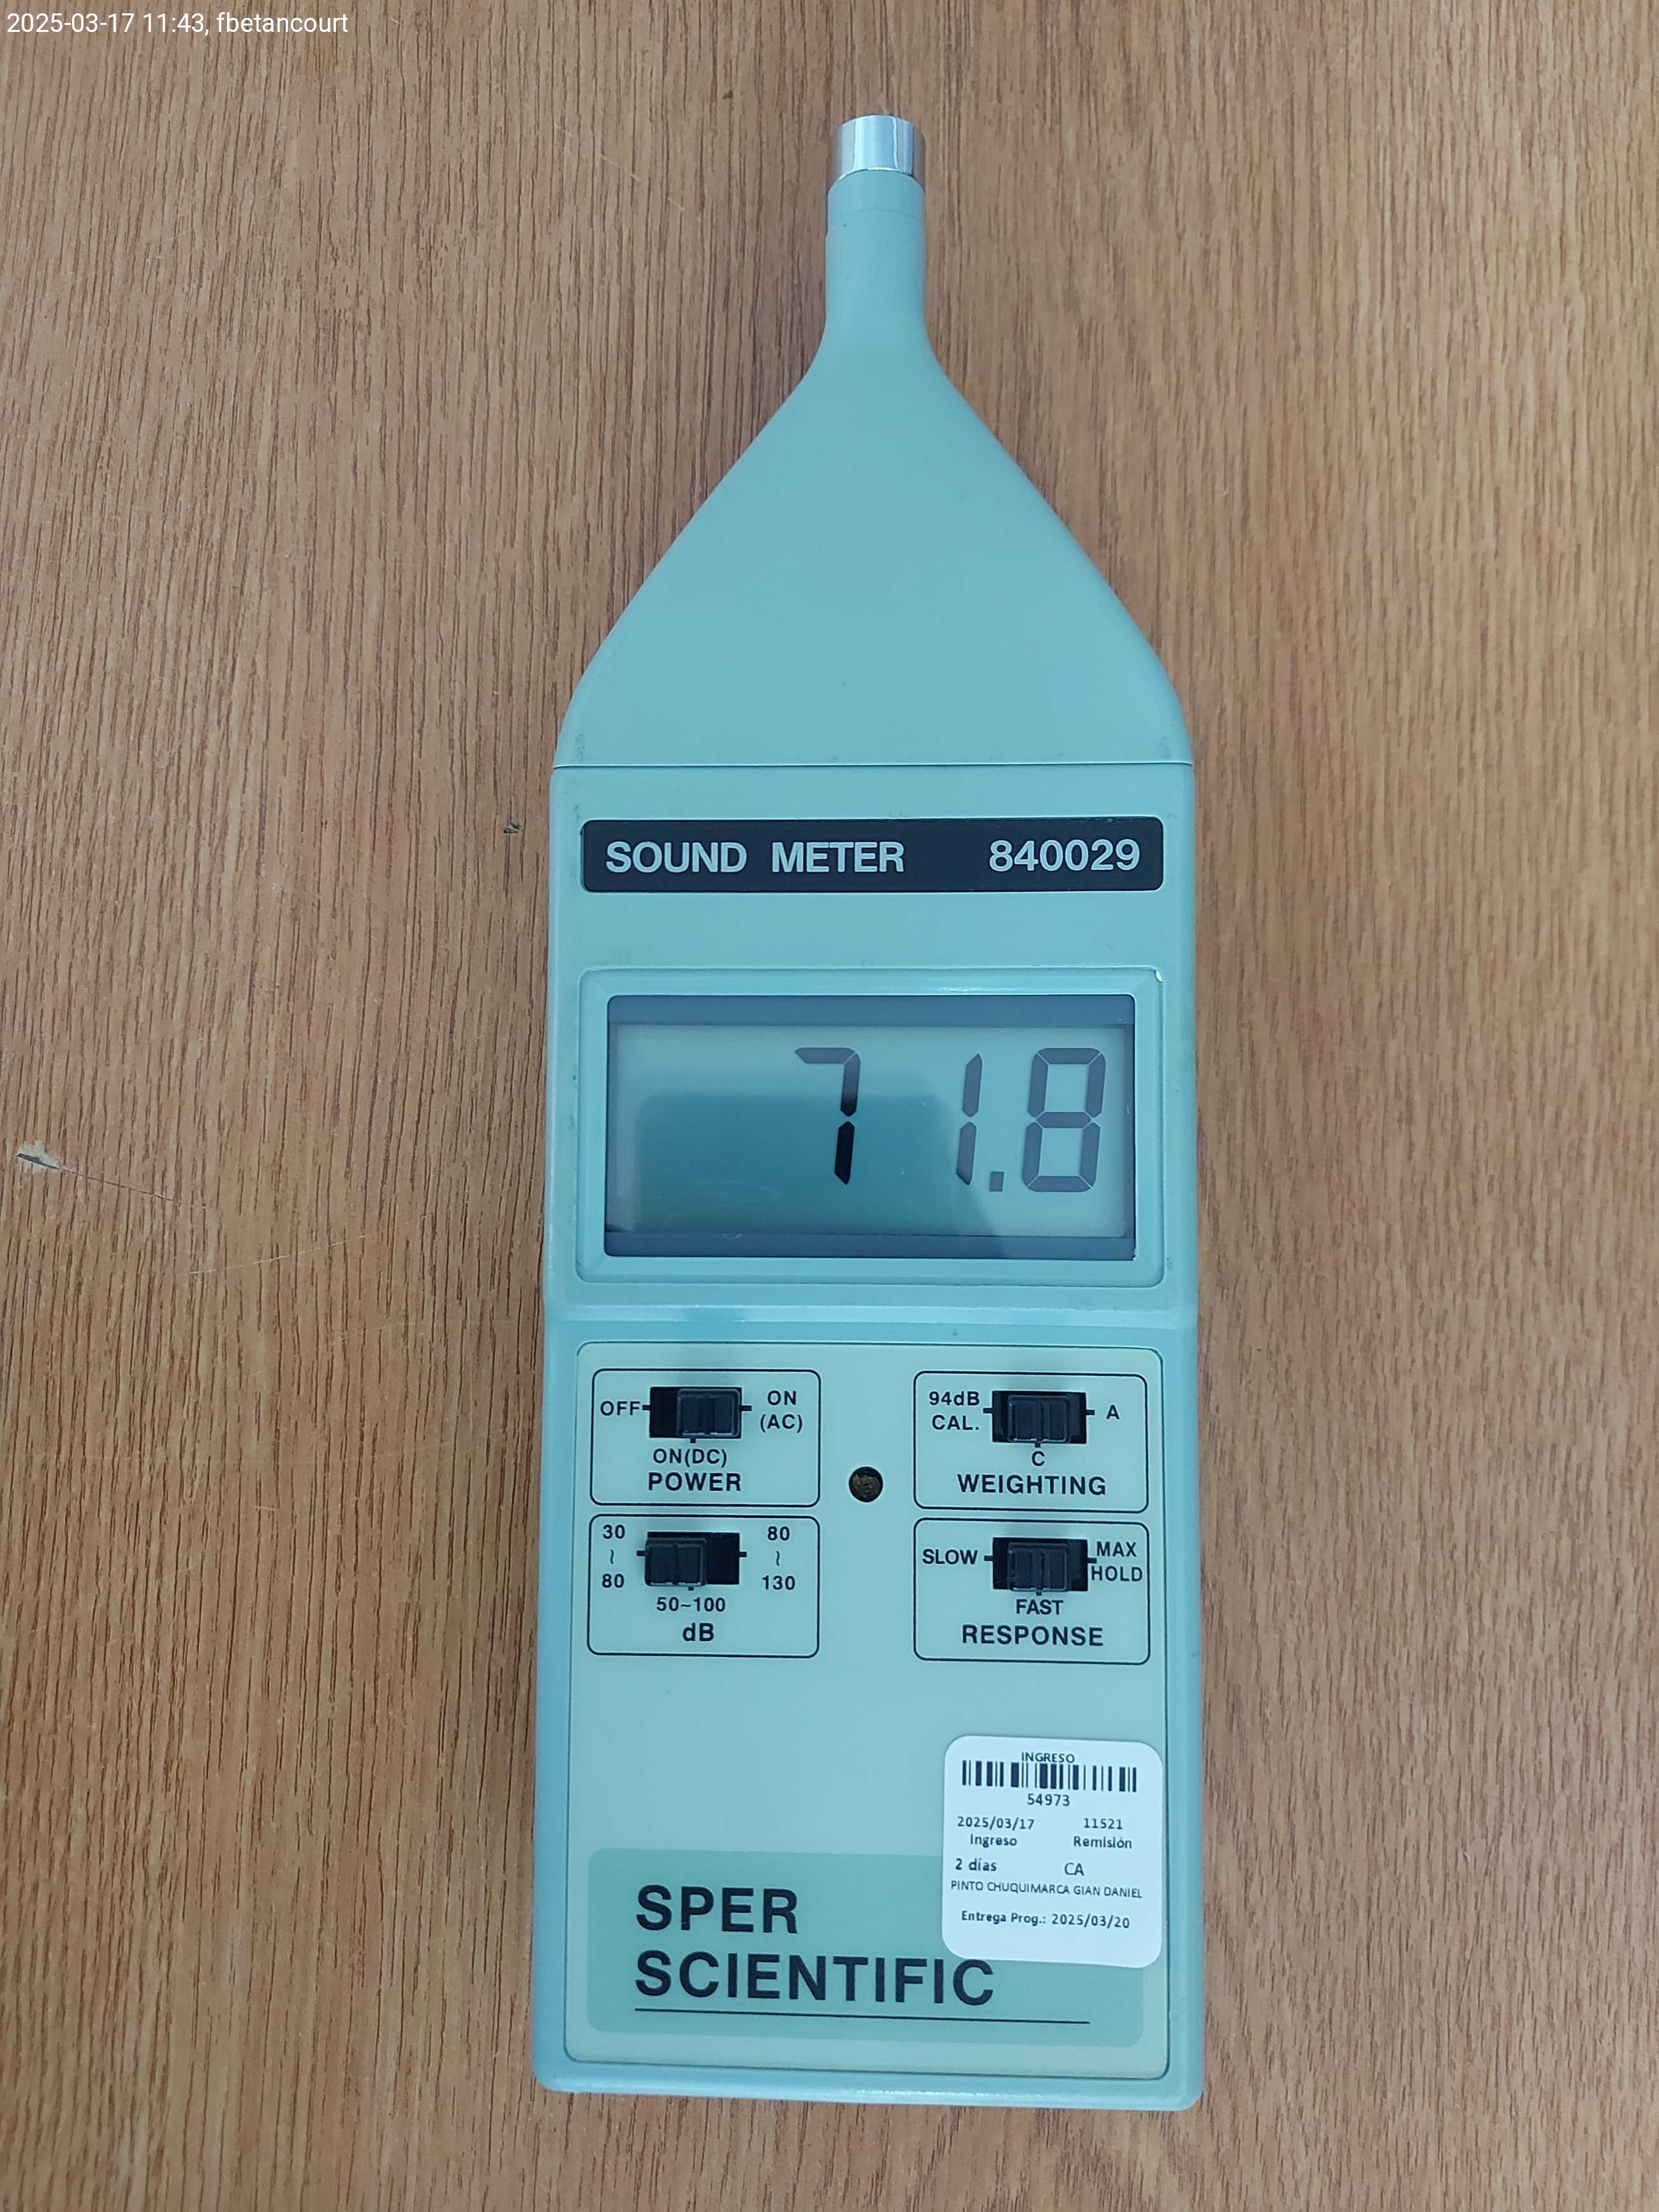 2025-03-17 11:43, fbetancourt
SOUND METER 840029
71.8
OFF ON (AC)
ON(DC)
POWER
94dB CAL. A
C
WEIGHTING
30 ~ 80 80 ~ 130
50~100
dB
SLOW MAX HOLD
FAST
RESPONSE
INGRESO
54973
2025/03/17 11521
Ingreso Remisión
2 días CA
PINTO CHUQUIMARCA GIAN DANIEL
Entrega Prog.: 2025/03/20
SPER
SCIENTIFIC